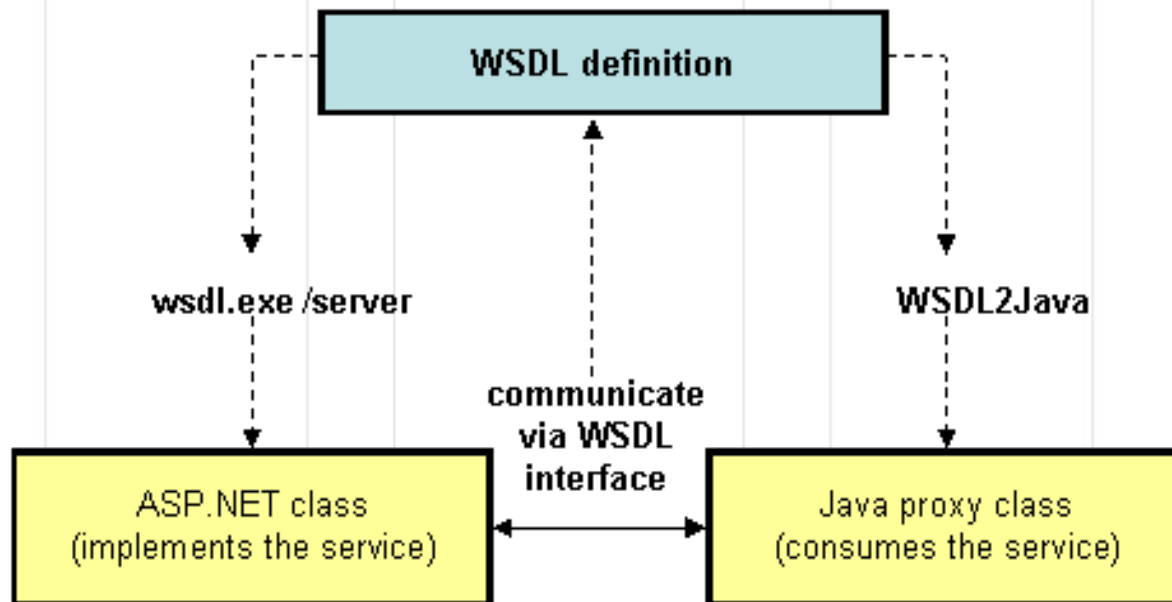 WSDL definition
wsdl.exe /server
WSDL2Java
communicate
via WSDL
interface
ASP.NET class
(implements the service)
Java proxy class
(consumes the service)